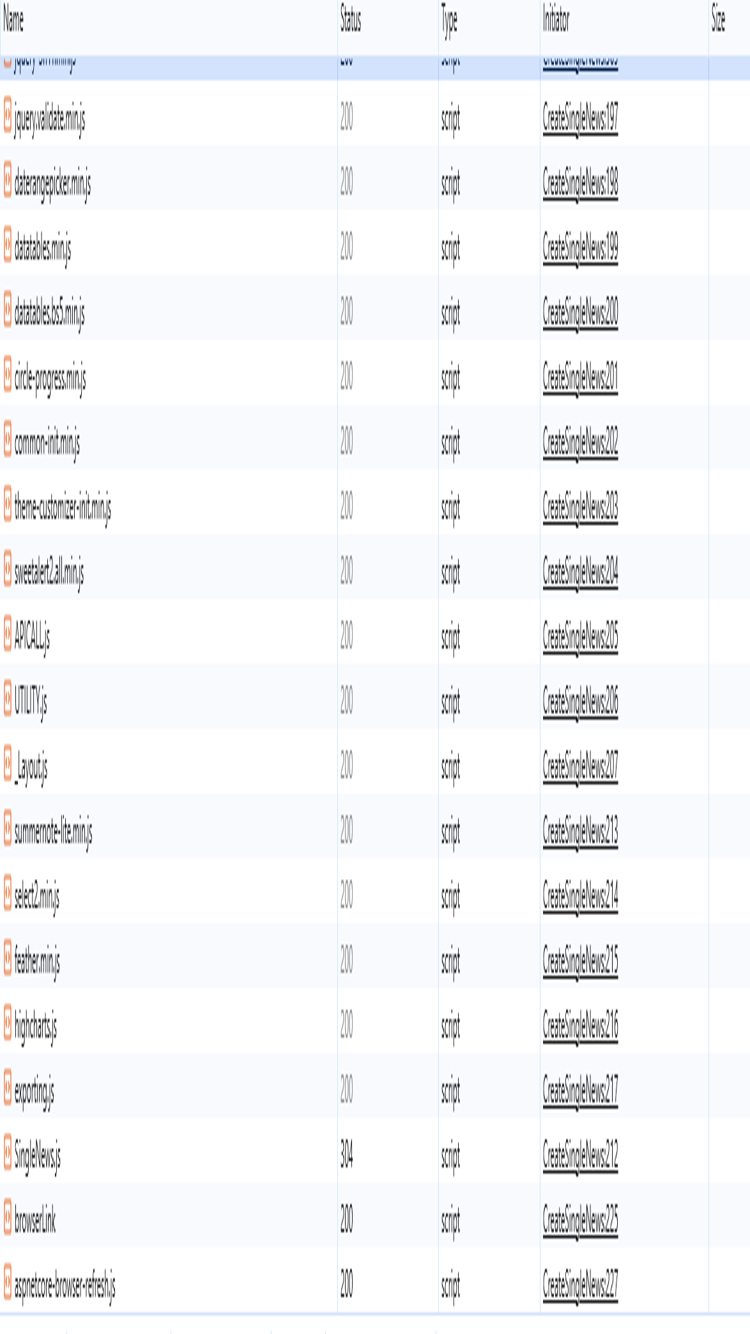 Name Status Type Initiator Size
jquery.validate.min.js 200 script CreateSingleNews:197
daterangepicker.min.js 200 script CreateSingleNews:198
datatables.min.js 200 script CreateSingleNews:199
datatables.bs5.min.js 200 script CreateSingleNews:200
circle-progress.min.js 200 script CreateSingleNews:201
common-init.min.js 200 script CreateSingleNews:202
theme-customizer-init.min.js 200 script CreateSingleNews:203
sweetalert2.all.min.js 200 script CreateSingleNews:204
APICALL.js 200 script CreateSingleNews:205
UTILITY.js 200 script CreateSingleNews:206
_Layout.js 200 script CreateSingleNews:207
summernote-lite.min.js 200 script CreateSingleNews:213
select2.min.js 200 script CreateSingleNews:214
feather.min.js 200 script CreateSingleNews:215
highcharts.js 200 script CreateSingleNews:216
exporting.js 200 script CreateSingleNews:217
SingleNews.js 304 script CreateSingleNews:212
browserLink 200 script CreateSingleNews:225
aspnetcore-browser-refresh.js 200 script CreateSingleNews:227